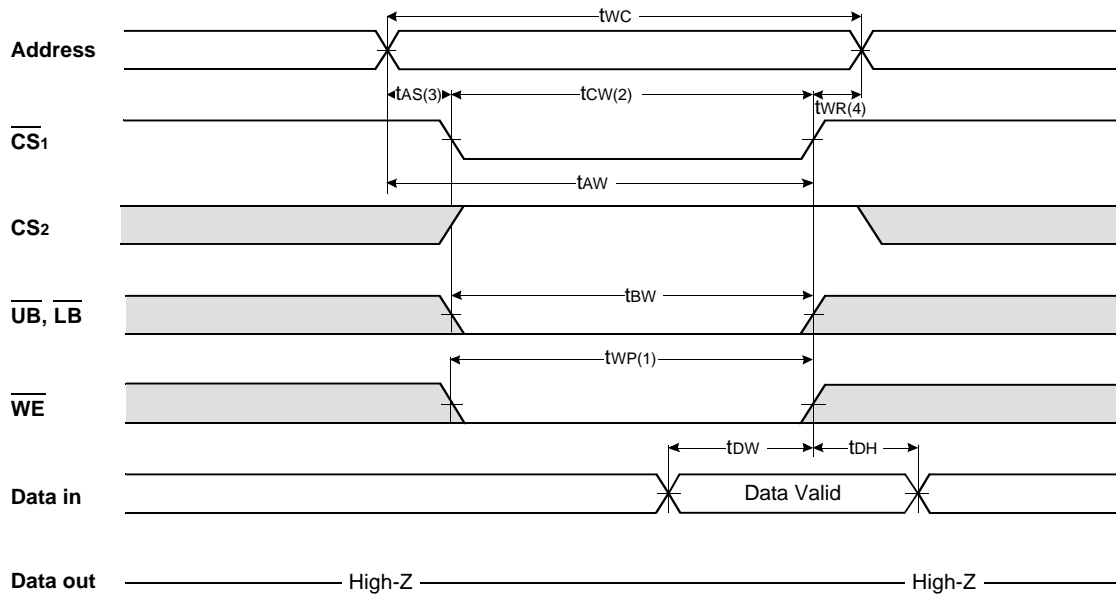 tWC
Address
tAS(3) tCW(2) tWR(4)
CS1
tAW
CS2
tBW
UB, LB
tWP(1)
WE
tDW tDH
Data in Data Valid
Data out High-Z High-Z